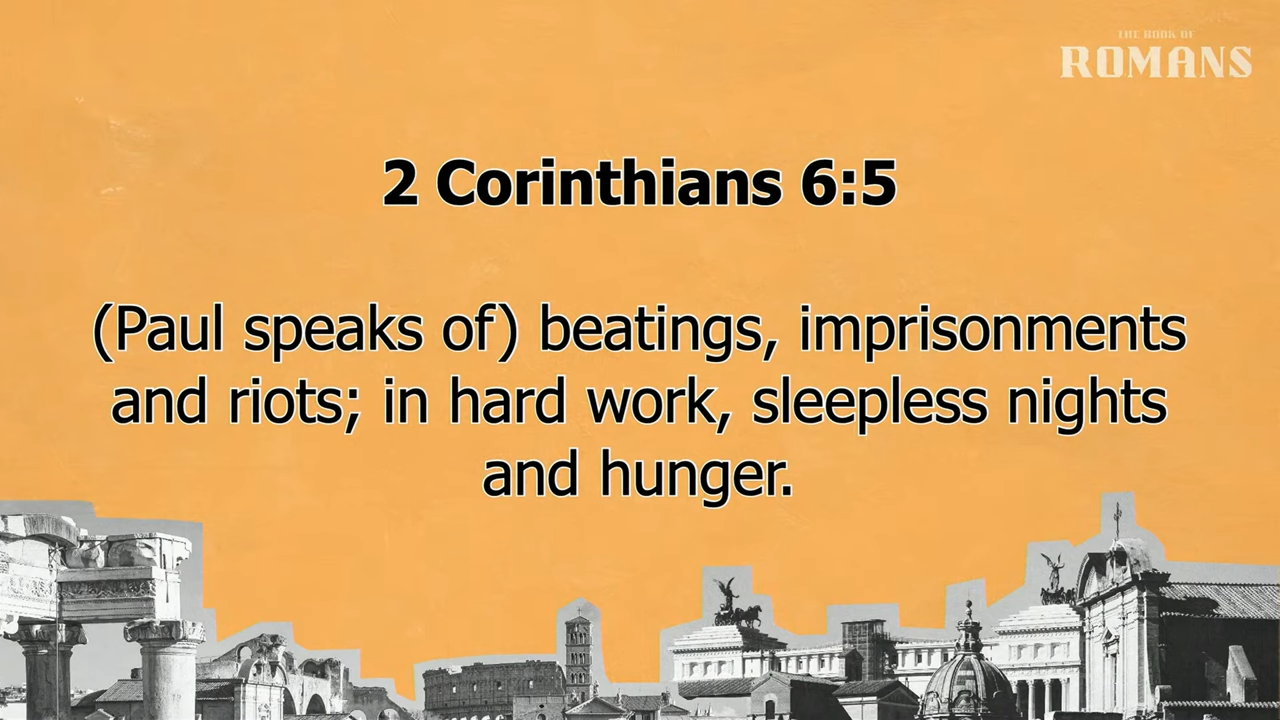 THE BOOK OF
ROMANS
2 Corinthians 6:5
(Paul speaks of) beatings, imprisonments
and riots; in hard work, sleepless nights
and hunger.